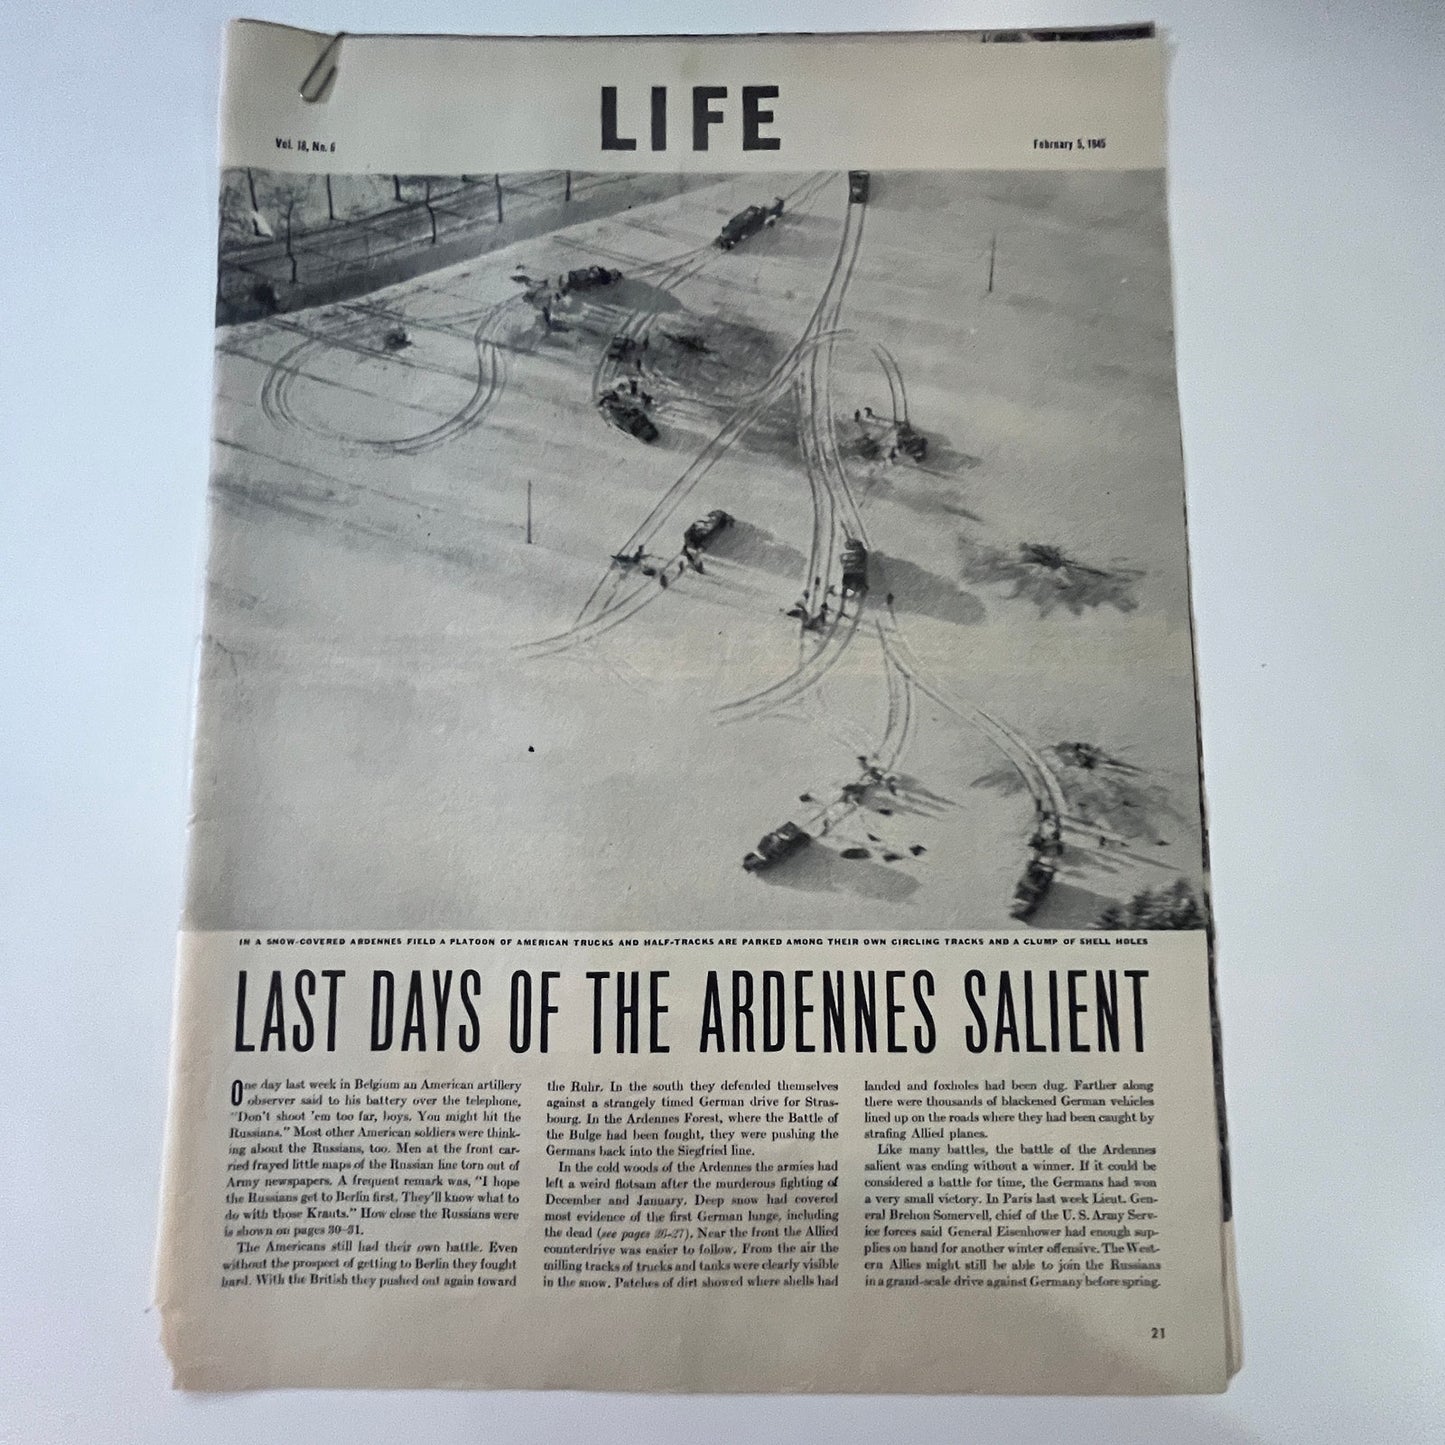 LIFE
Vol. 18, No. 6
February 5, 1945
IN A SNOW-COVERED ARDENNES FIELD A PLATOON OF AMERICAN TRUCKS AND HALF-TRACKS ARE PARKED AMONG THEIR OWN CIRCLING TRACKS AND A CLUMP OF SHELL HOLES
LAST DAYS OF THE ARDENNES SALIENT
One day last week in Belgium an American artillery
observer said to his battery over the telephone,
"Don't shoot 'em too far, boys. You might hit the
Russians." Most other American soldiers were think-
ing about the Russians, too. Men at the front car-
ried frayed little maps of the Russian line torn out of
Army newspapers. A frequent remark was, "I hope
the Russians get to Berlin first. They'll know what to
do with those Krauts." How close the Russians were
is shown on pages 30-31.
The Americans still had their own battle. Even
without the prospect of getting to Berlin they fought
hard. With the British they pushed out again toward
the Ruhr. In the south they defended themselves
against a strangely timed German drive for Stras-
bourg. In the Ardennes Forest, where the Battle of
the Bulge had been fought, they were pushing the
Germans back into the Siegfried line.
In the cold woods of the Ardennes the armies had
left a weird flotsam after the murderous fighting of
December and January. Deep snow had covered
most evidence of the first German lunge, including
the dead (see pages 26-27). Near the front the Allied
counterdrive was easier to follow. From the air the
milling tracks of trucks and tanks were clearly visible
in the snow. Patches of dirt showed where shells had
landed and foxholes had been dug. Farther along
there were thousands of blackened German vehicles
lined up on the roads where they had been caught by
strafing Allied planes.
Like many battles, the battle of the Ardennes
salient was ending without a winner. If it could be
considered a battle for time, the Germans had won
a very small victory. In Paris last week Lieut. Gen-
eral Brehon Somervell, chief of the U. S. Army Serv-
ice forces said General Eisenhower had enough sup-
plies on hand for another winter offensive. The West-
ern Allies might still be able to join the Russians
in a grand-scale drive against Germany before spring.
21